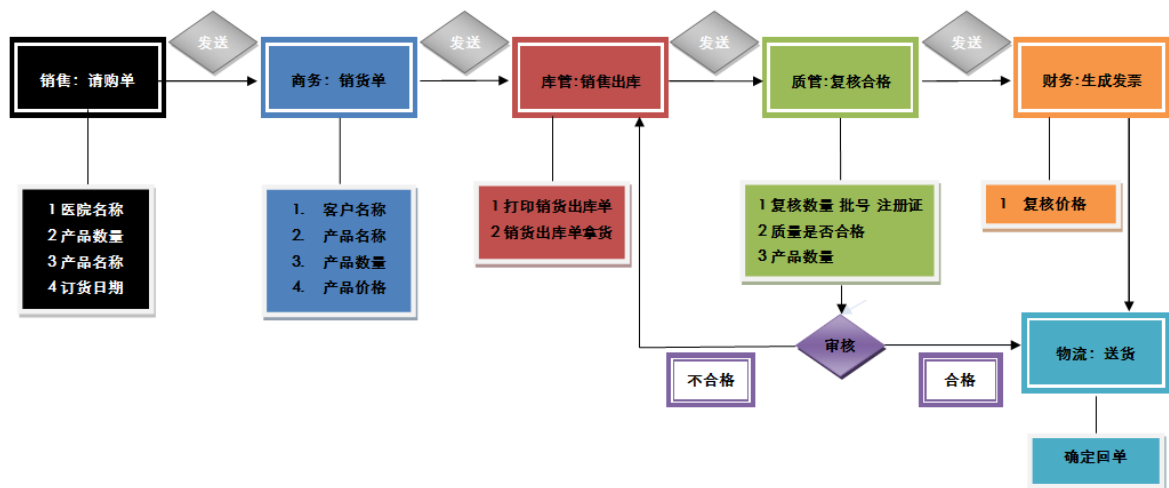 发送
发送
发送
发送
销售：请购单
商务：销货单
库管:销售出库
质管:复核合格
财务:生成发票
1 医院名称
2 产品数量
3 产品名称
4 订货日期
1. 客户名称
2. 产品名称
3. 产品数量
4. 产品价格
1 打印销货出库单
2 销货出库单拿货
1 复核数量 批号 注册证
2 质量是否合格
3 产品数量
1 复核价格
审核
不合格
合格
物流：送货
确定回单